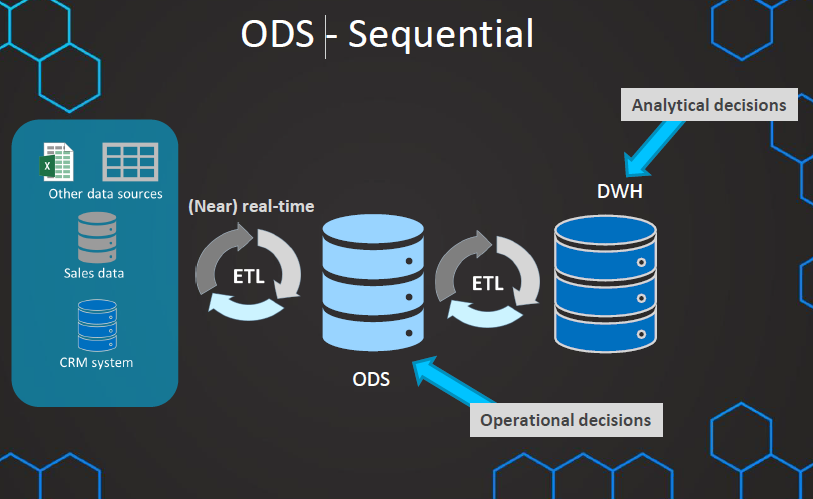 ODS - Sequential
Analytical decisions
X
Other data sources
Sales data
CRM system
(Near) real-time
ETL
ODS
ETL
DWH
Operational decisions